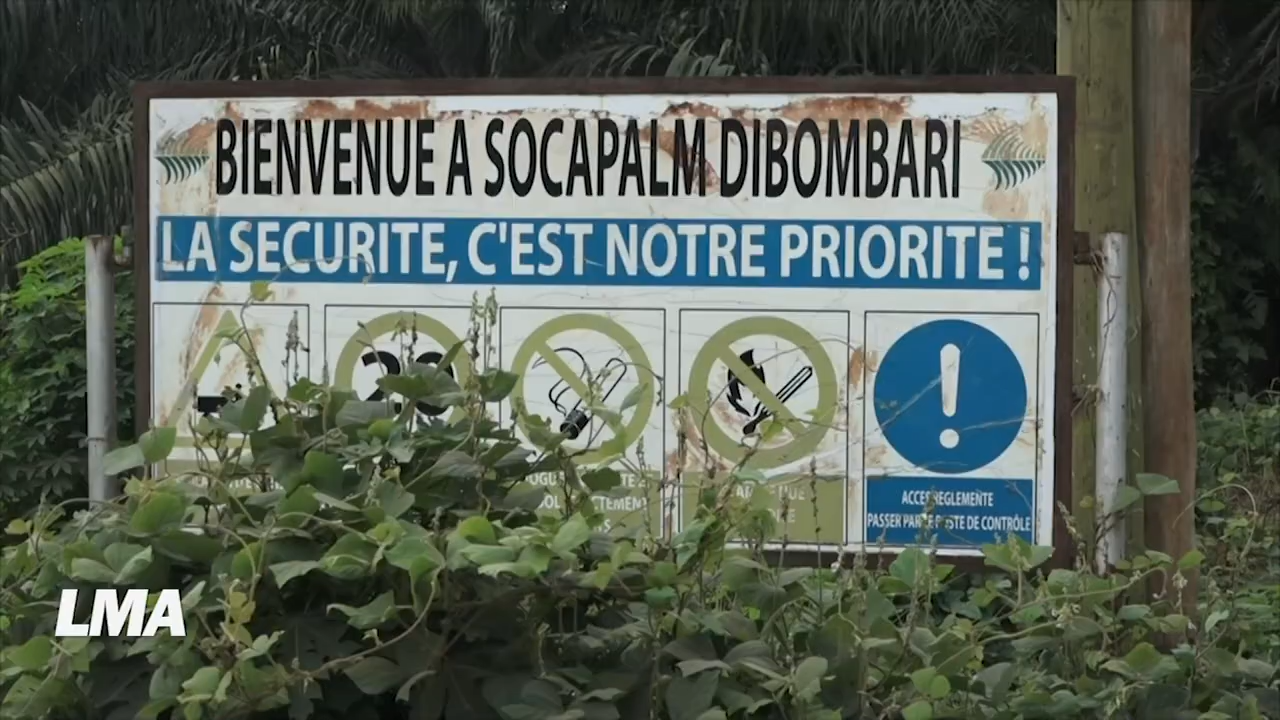 BIENVENUE A SOCAPALM DIBOMBARI
LA SECURITE, C'EST NOTRE PRIORITE !
ACCES REGLEMENTE
PASSER PAR LE POSTE DE CONTRÔLE
LMA